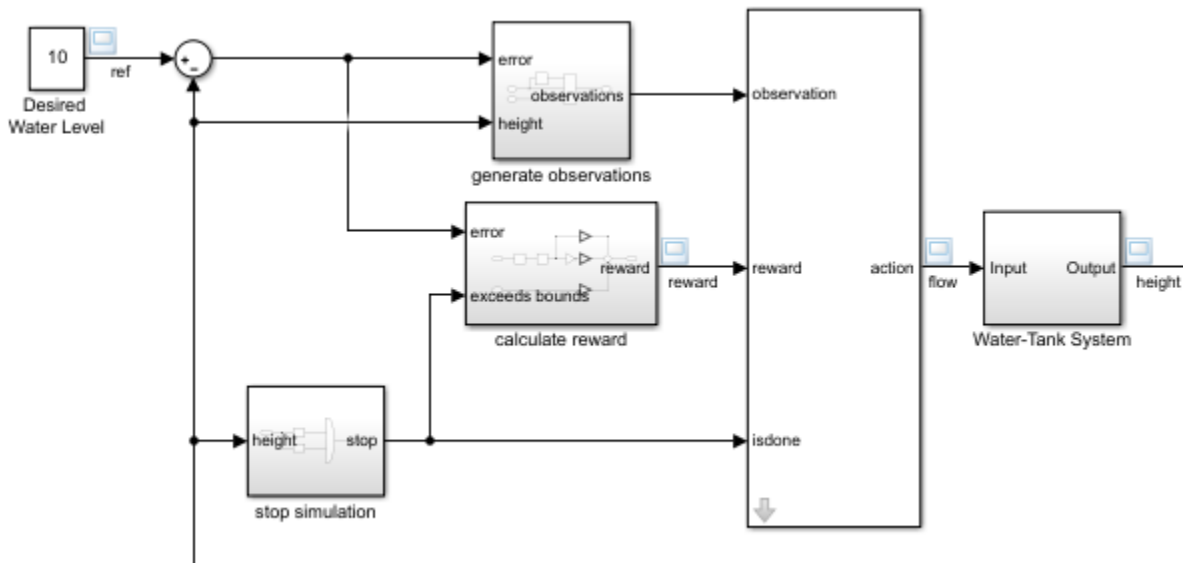 10
ref
Desired
Water Level
+
−
error
observations
height
generate observations
error
reward
exceeds bounds
calculate reward
reward
height
stop
stop simulation
observation
reward
action
isdone
flow
Input
Output
Water-Tank System
height